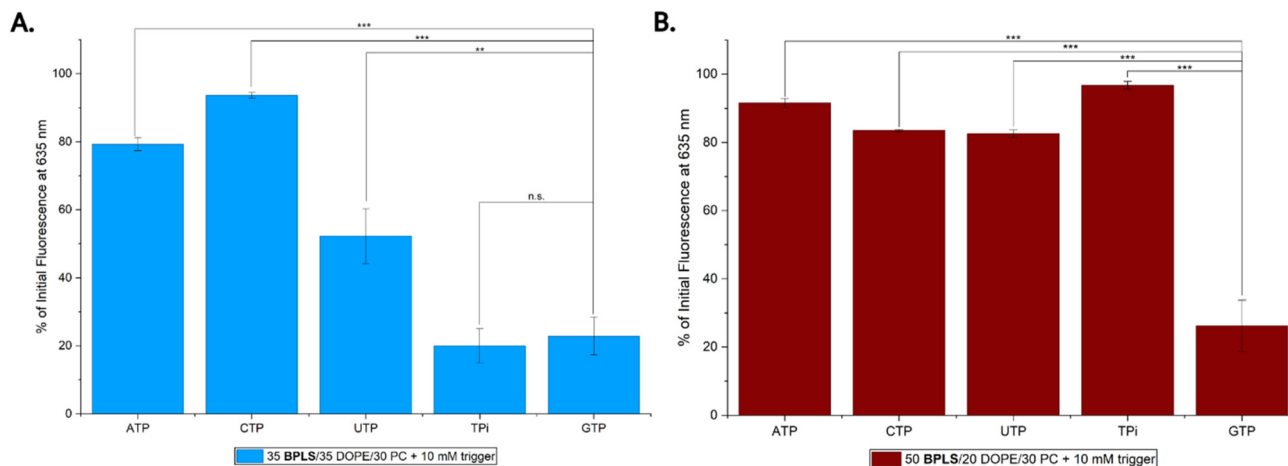 A.
***
***
**
n.s.
% of Initial Fluorescence at 635 nm
100
80
60
40
20
0
ATP CTP UTP TPi GTP
35 BPLS/35 DOPE/30 PC + 10 mM trigger
B.
***
***
***
***
% of Initial Fluorescence at 635 nm
100
80
60
40
20
0
ATP CTP UTP TPi GTP
50 BPLS/20 DOPE/30 PC + 10 mM trigger